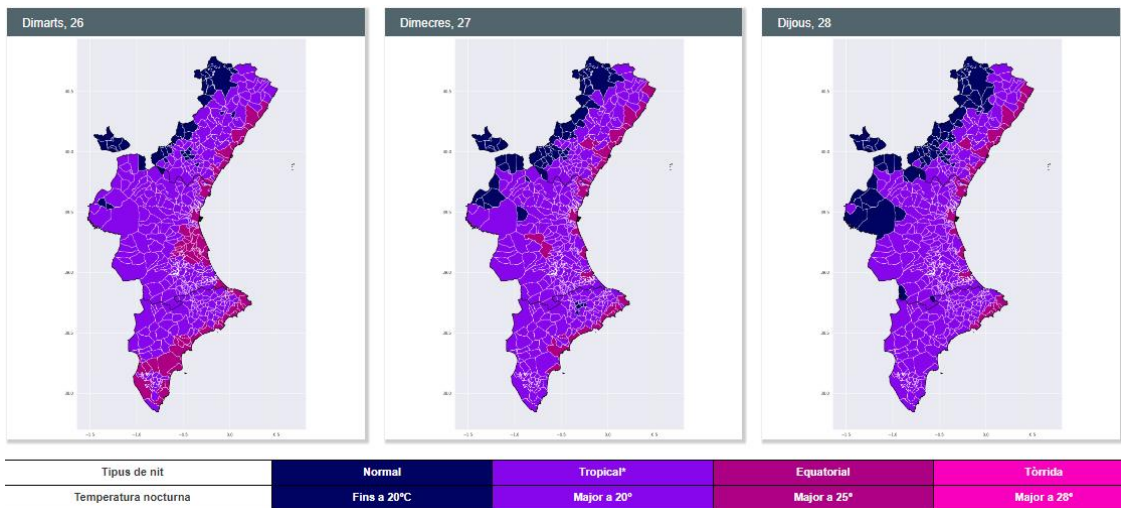 Dimarts, 26
Dimecres, 27
Dijous, 28
Tipus de nit Normal Tropical* Equatorial Tòrrida
Temperatura nocturna Fins a 20ºC Major a 20º Major a 25º Major a 28º